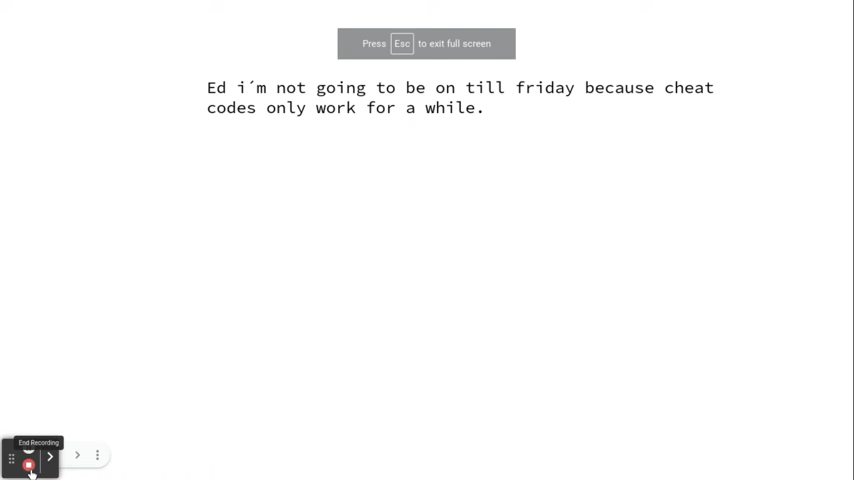 Press Esc to exit full screen
Ed i´m not going to be on till friday because cheat
codes only work for a while.
End Recording